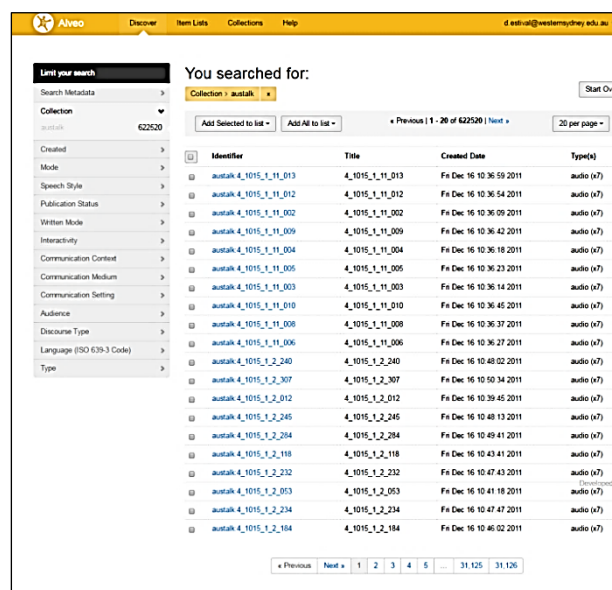 Alveo Discover Item Lists Collections Help d.estival@westernsydney.edu.au
Limit your search
Search Metadata
Collection
austalk 622520
Created
Mode
Speech Style
Publication Status
Written Mode
Interactivity
Communication Context
Communication Medium
Communication Setting
Audience
Discourse Type
Language (ISO 639-3 Code)
Type
You searched for:
Collection > austalk x
Start Ov
Add Selected to list Add All to list « Previous | 1 - 20 of 622520 | Next » 20 per page
Identifier Title Created Date Type(s)
austalk:4_1015_1_11_013 4_1015_1_11_013 Fri Dec 16 10:36:59 2011 audio (x7)
austalk:4_1015_1_11_012 4_1015_1_11_012 Fri Dec 16 10:36:54 2011 audio (x7)
austalk:4_1015_1_11_002 4_1015_1_11_002 Fri Dec 16 10:36:09 2011 audio (x7)
austalk:4_1015_1_11_009 4_1015_1_11_009 Fri Dec 16 10:36:42 2011 audio (x7)
austalk:4_1015_1_11_004 4_1015_1_11_004 Fri Dec 16 10:36:18 2011 audio (x7)
austalk:4_1015_1_11_005 4_1015_1_11_005 Fri Dec 16 10:36:23 2011 audio (x7)
austalk:4_1015_1_11_003 4_1015_1_11_003 Fri Dec 16 10:36:14 2011 audio (x7)
austalk:4_1015_1_11_010 4_1015_1_11_010 Fri Dec 16 10:36:45 2011 audio (x7)
austalk:4_1015_1_11_008 4_1015_1_11_008 Fri Dec 16 10:36:37 2011 audio (x7)
austalk:4_1015_1_11_006 4_1015_1_11_006 Fri Dec 16 10:36:27 2011 audio (x7)
austalk:4_1015_1_2_240 4_1015_1_2_240 Fri Dec 16 10:48:02 2011 audio (x7)
austalk:4_1015_1_2_307 4_1015_1_2_307 Fri Dec 16 10:50:34 2011 audio (x7)
austalk:4_1015_1_2_012 4_1015_1_2_012 Fri Dec 16 10:39:45 2011 audio (x7)
austalk:4_1015_1_2_245 4_1015_1_2_245 Fri Dec 16 10:48:13 2011 audio (x7)
austalk:4_1015_1_2_284 4_1015_1_2_284 Fri Dec 16 10:49:41 2011 audio (x7)
austalk:4_1015_1_2_118 4_1015_1_2_118 Fri Dec 16 10:43:41 2011 audio (x7)
austalk:4_1015_1_2_232 4_1015_1_2_232 Fri Dec 16 10:47:43 2011 audio (x7)
Developed
austalk:4_1015_1_2_053 4_1015_1_2_053 Fri Dec 16 10:41:18 2011 audio (x7)
austalk:4_1015_1_2_234 4_1015_1_2_234 Fri Dec 16 10:47:47 2011 audio (x7)
austalk:4_1015_1_2_184 4_1015_1_2_184 Fri Dec 16 10:46:02 2011 audio (x7)
« Previous Next » 1 2 3 4 5 ... 31,125 31,126